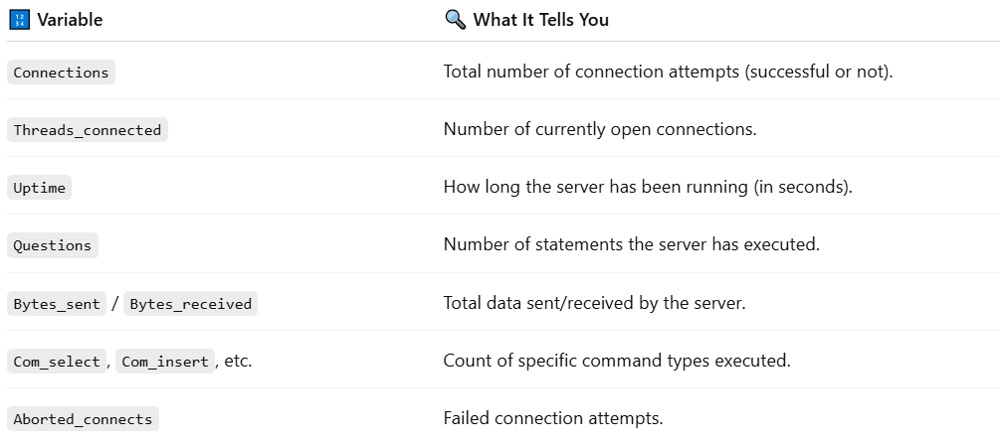 Variable What It Tells You
Connections Total number of connection attempts (successful or not).
Threads_connected Number of currently open connections.
Uptime How long the server has been running (in seconds).
Questions Number of statements the server has executed.
Bytes_sent / Bytes_received Total data sent/received by the server.
Com_select, Com_insert, etc. Count of specific command types executed.
Aborted_connects Failed connection attempts.